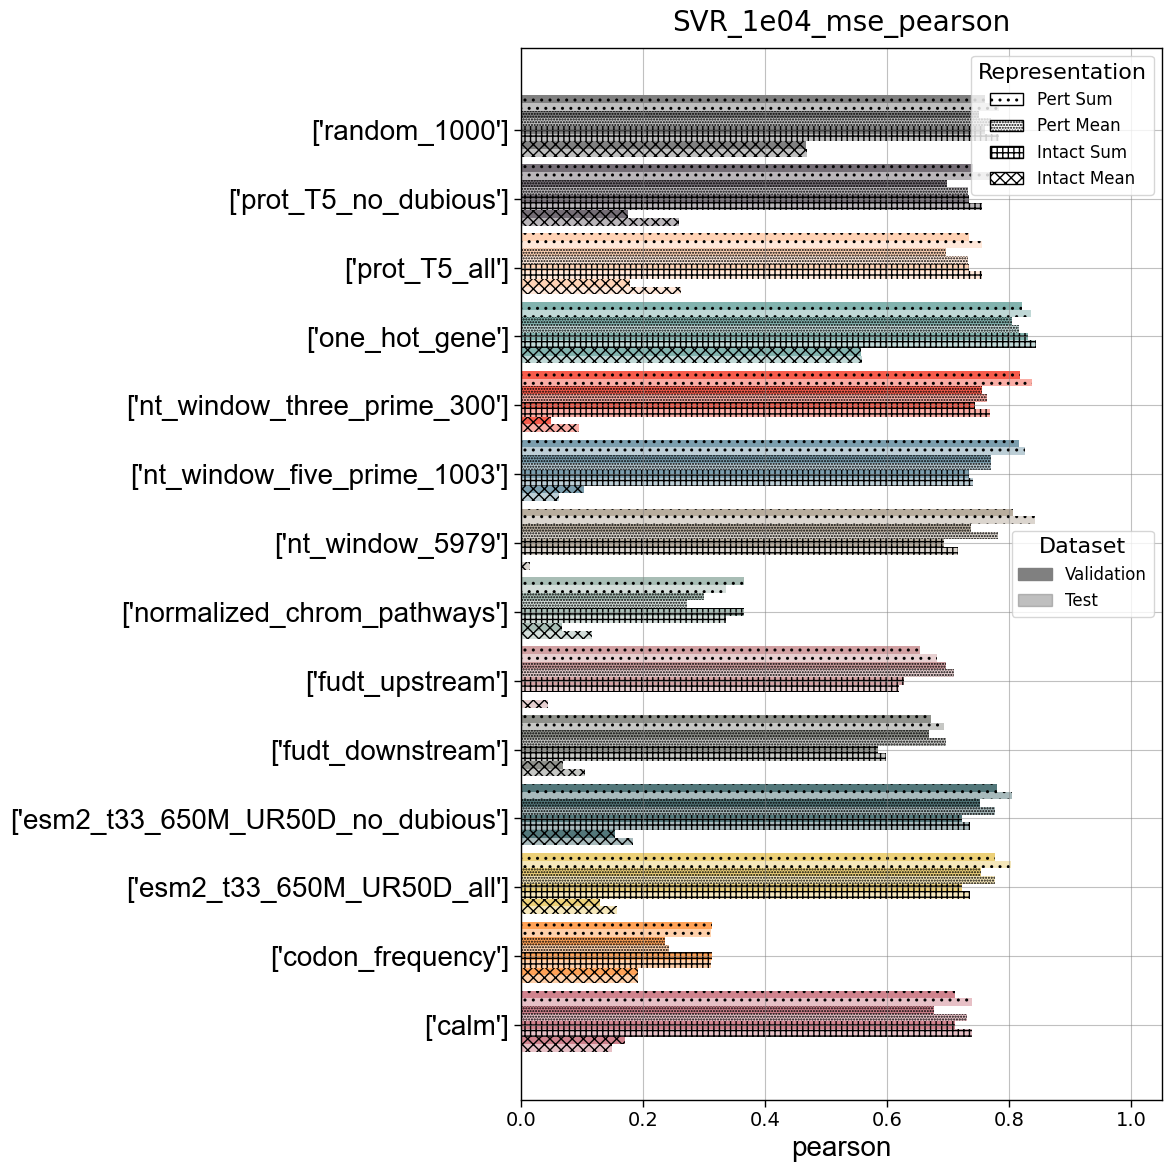 SVR_1e04_mse_pearson
Representation
Pert Sum
Pert Mean
Intact Sum
Intact Mean
['random_1000']
['prot_T5_no_dubious']
['prot_T5_all']
['one_hot_gene']
['nt_window_three_prime_300']
['nt_window_five_prime_1003']
['nt_window_5979']
Dataset
Validation
Test
['normalized_chrom_pathways']
['fudt_upstream']
['fudt_downstream']
['esm2_t33_650M_UR50D_no_dubious']
['esm2_t33_650M_UR50D_all']
['codon_frequency']
['calm']
0.0 0.2 0.4 0.6 0.8 1.0
pearson